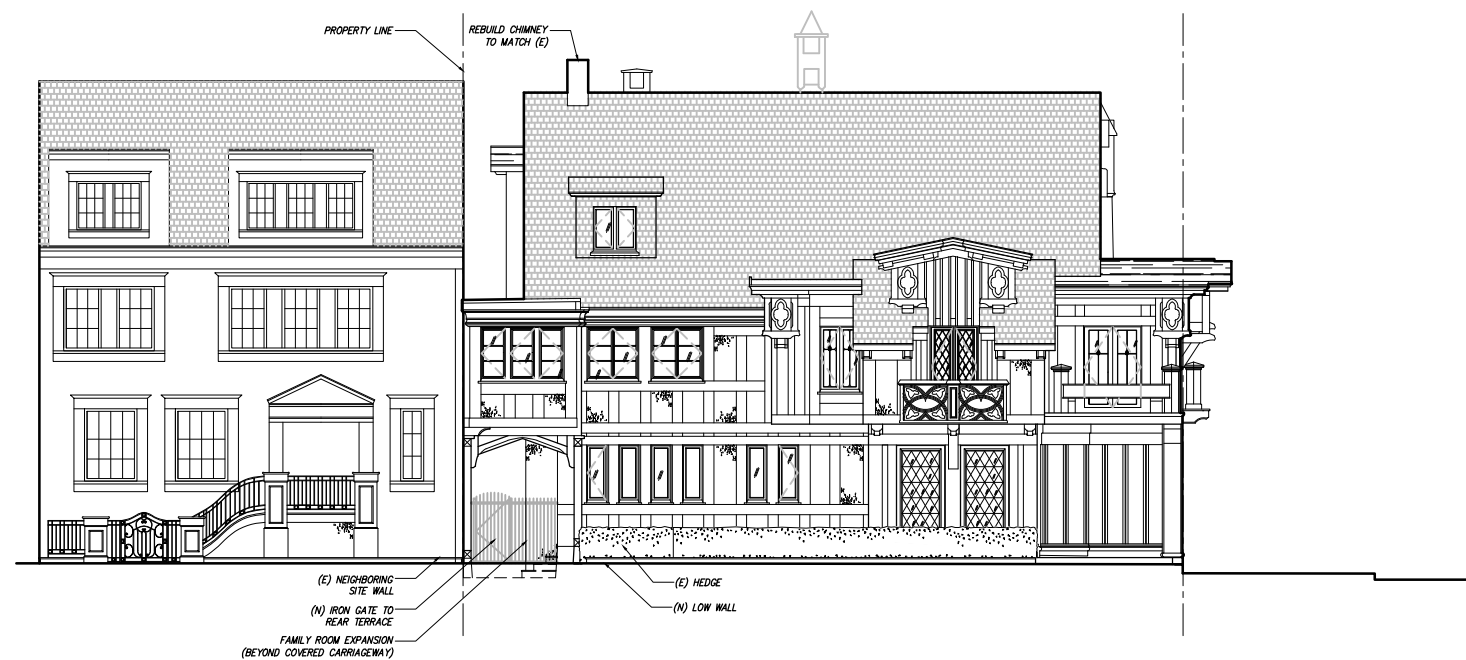 PROPERTY LINE
REBUILD CHIMNEY
TO MATCH (E)
(E) NEIGHBORING
SITE WALL
(N) IRON GATE TO
REAR TERRACE
FAMILY ROOM EXPANSION
(BEYOND COVERED CARRIAGEWAY)
(E) HEDGE
(N) LOW WALL